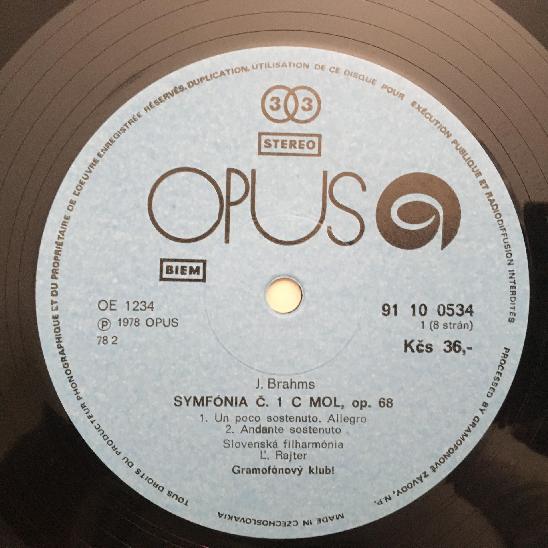 TOUS DROITS DU PRODUCTEUR PHONOGRAPHIQUE ET DU PROPRIÉTAIRE DE L'OEUVRE ENREGISTRÉE RÉSERVÉS. DUPLICATION, UTILISATION DE CE DISQUE POUR EXÉCUTION PUBLIQUE ET RADIODIFFUSION INTERDITES
33
STEREO
OPUS
BIEM
OE 1234
Ⓟ 1978 OPUS
78 2
91 10 0534
1 (8 strán)
Kčs 36,-
J. Brahms
SYMFÓNIA Č. 1 C MOL, op. 68
1. Un poco sostenuto. Allegro
2. Andante sostenuto
Slovenská filharmónia
Ľ. Rajter
Gramofónový klub!
PROCESSED BY GRAMOFONOVÉ ZÁVODY, N.P.
MADE IN CZECHOSLOVAKIA